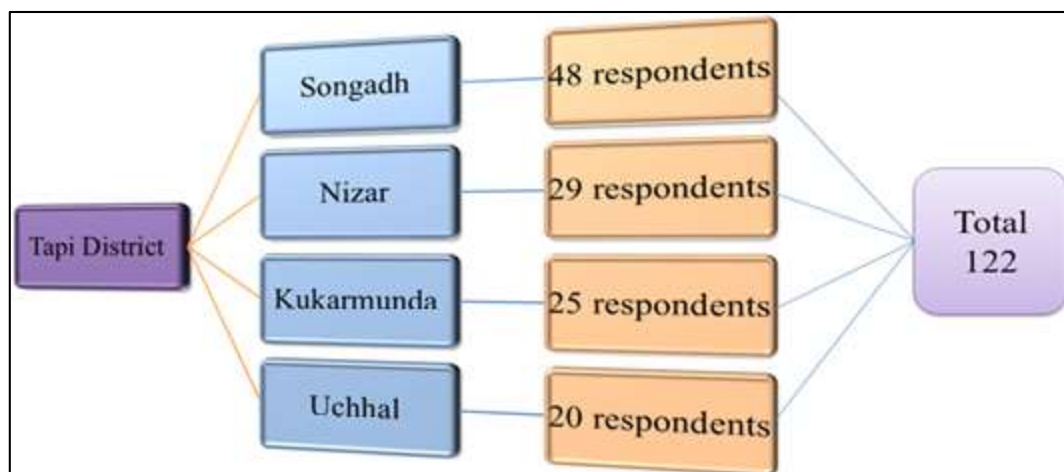 Tapi District
Songadh
48 respondents
Nizar
29 respondents
Kukarmunda
25 respondents
Uchhal
20 respondents
Total
122